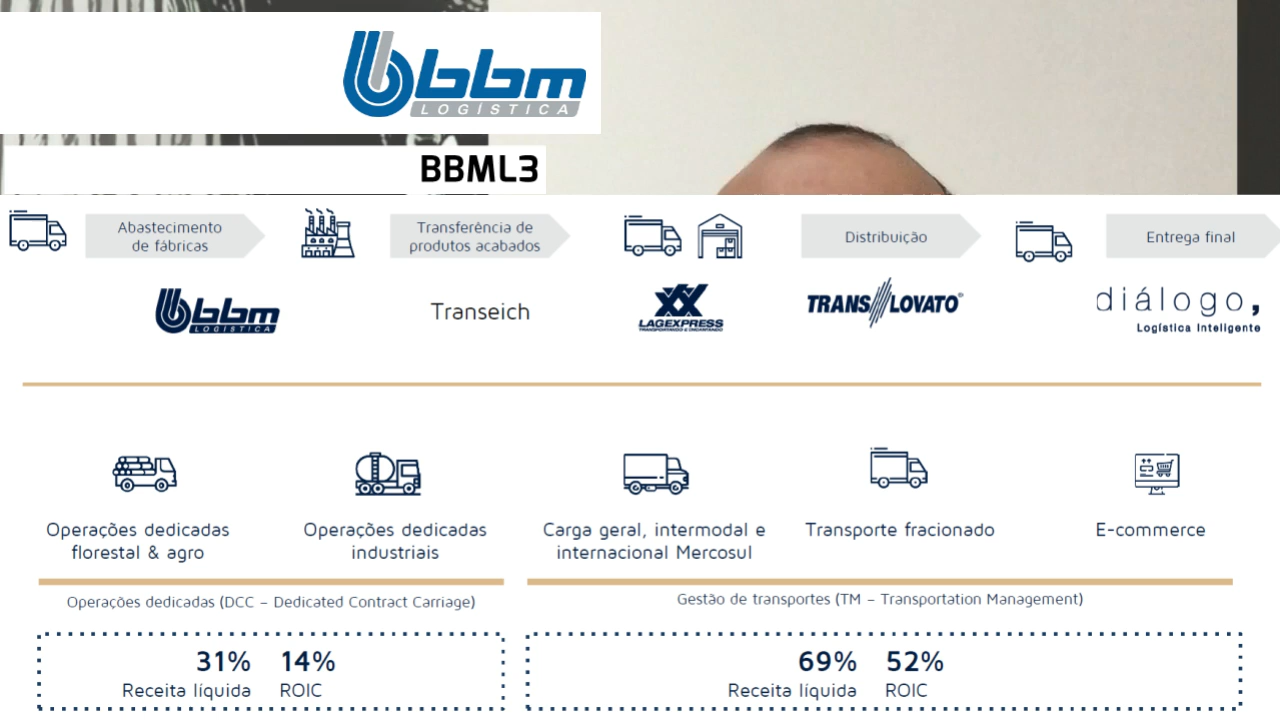 bbm
LOGÍSTICA
BBML3
Abastecimento
de fábricas
Transferência de
produtos acabados
Distribuição
Entrega final
bbm
LOGÍSTICA
Transeich
LAGEXPRESS
TRANSLOVATO
diálogo,
Logística Inteligente
Operações dedicadas
florestal & agro
Operações dedicadas
industriais
Carga geral, intermodal e
internacional Mercosul
Transporte fracionado
E-commerce
Operações dedicadas (DCC – Dedicated Contract Carriage)
Gestão de transportes (TM – Transportation Management)
31% 14%
Receita líquida ROIC
69% 52%
Receita líquida ROIC